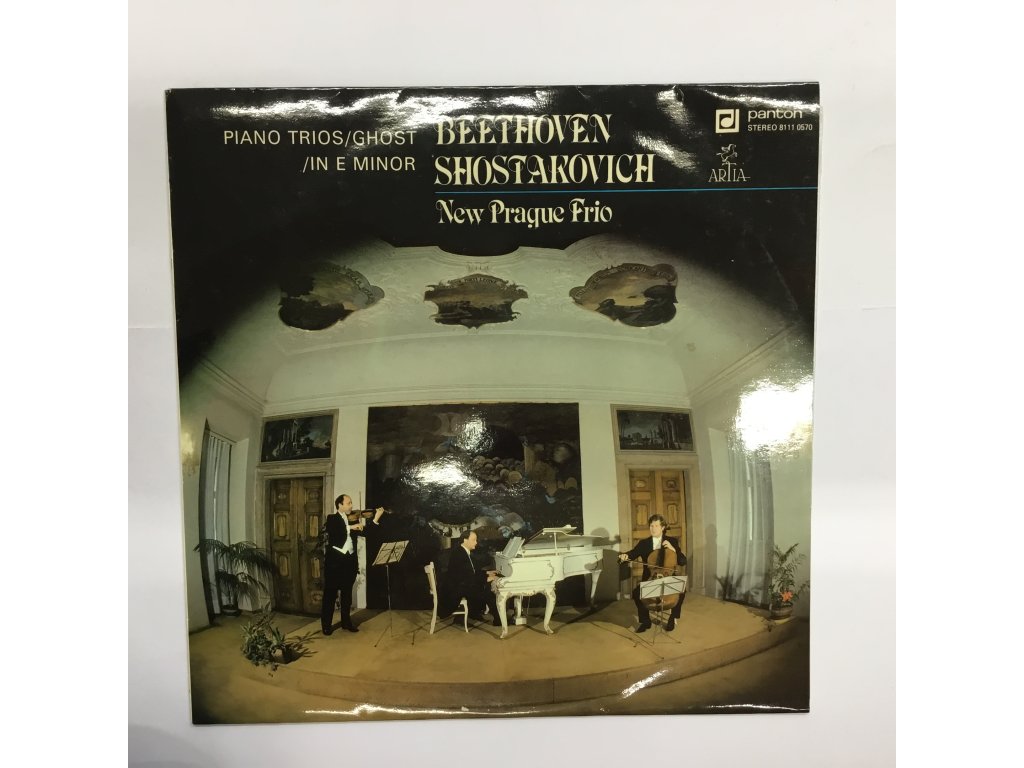 PIANO TRIOS/GHOST
/IN E MINOR
BEETHOVEN
SHOSTAKOVICH
New Prague Trio
panton
STEREO 8111 0570
ARTIA